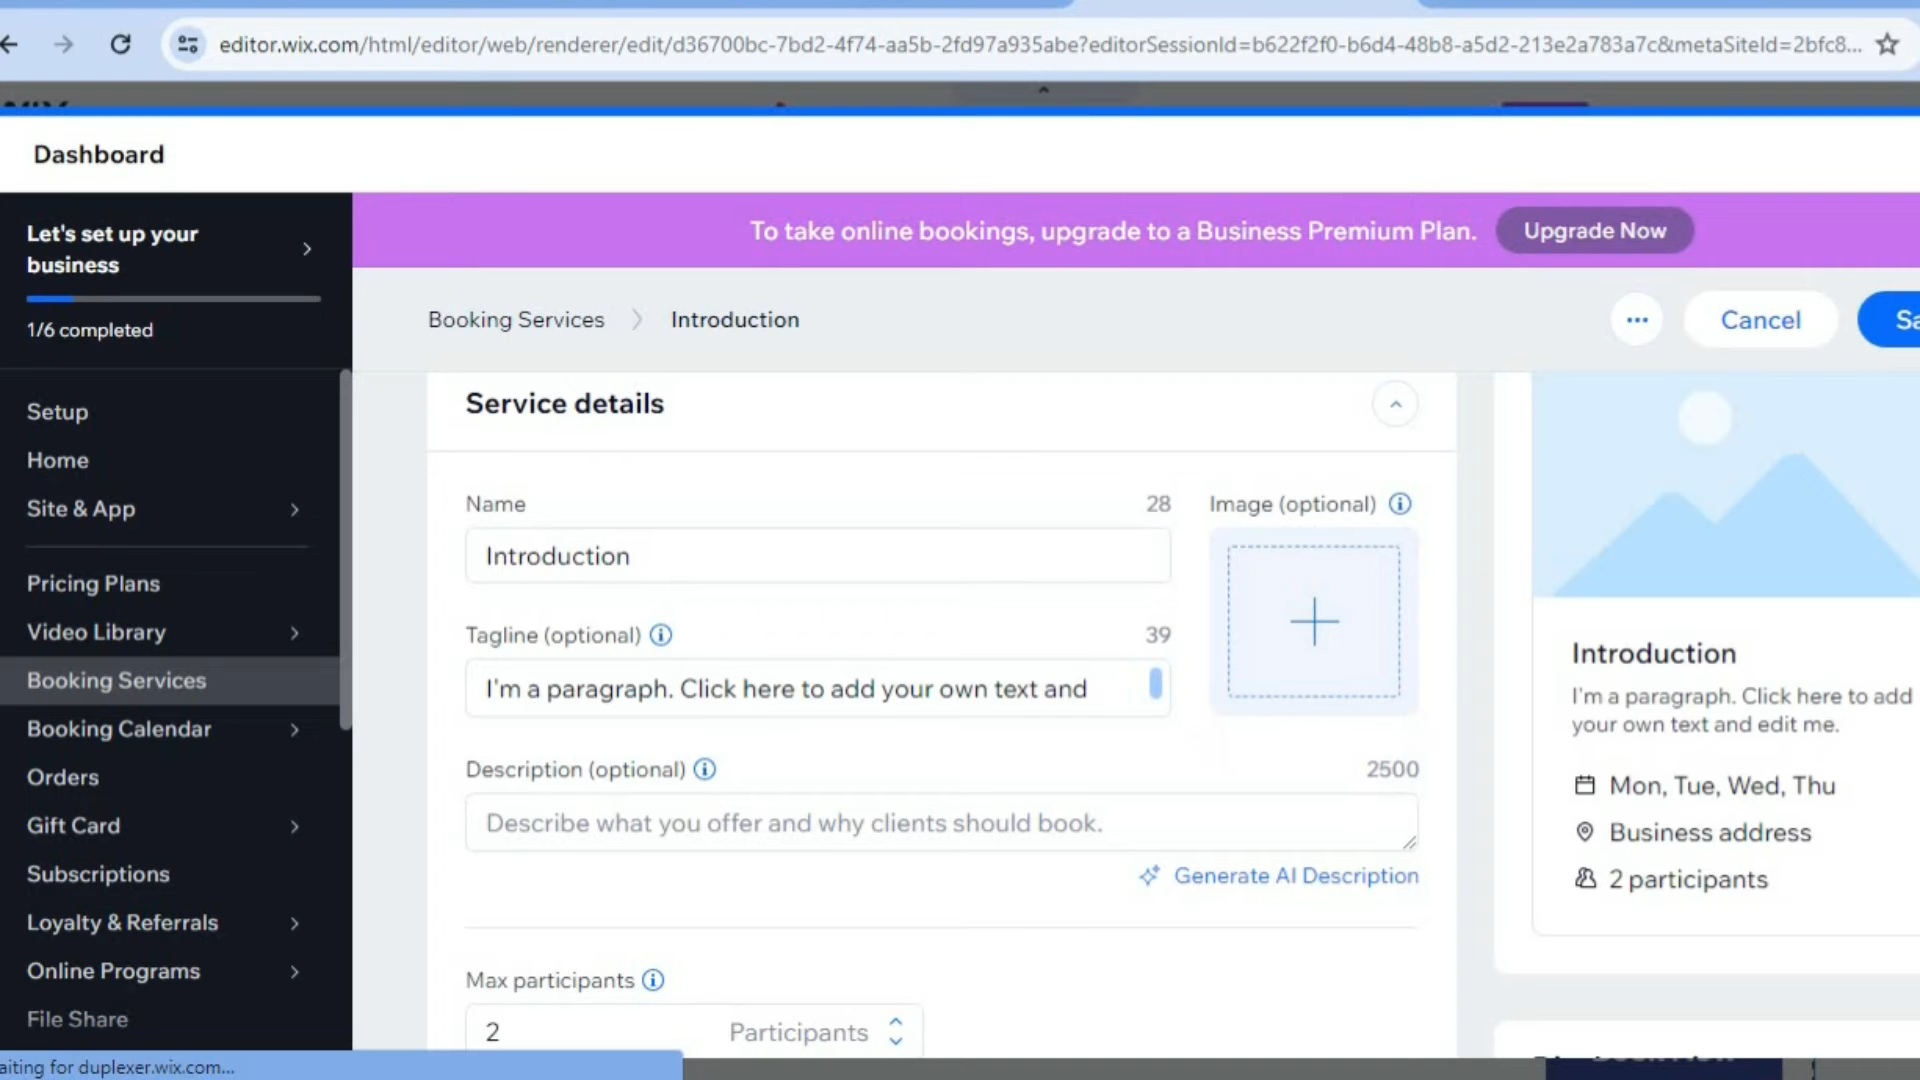 editor.wix.com/html/editor/web/renderer/edit/d36700bc-7bd2-4f74-aa5b-2fd97a935abe?editorSessionId=b622f2f0-b6d4-48b8-a5d2-213e2a783a7c&metaSiteId=2bfc8...
Dashboard
Let's set up your
business
1/6 completed
To take online bookings, upgrade to a Business Premium Plan.
Upgrade Now
Booking Services
Introduction
Cancel
Setup
Home
Site & App
Pricing Plans
Video Library
Booking Services
Booking Calendar
Orders
Gift Card
Subscriptions
Loyalty & Referrals
Online Programs
File Share
Service details
Name
28
Introduction
Image (optional)
Tagline (optional)
39
I'm a paragraph. Click here to add your own text and
Description (optional)
2500
Describe what you offer and why clients should book.
Generate AI Description
Max participants
2
Participants
Introduction
I'm a paragraph. Click here to add
your own text and edit me.
Mon, Tue, Wed, Thu
Business address
2 participants
aiting for duplexer.wix.com...